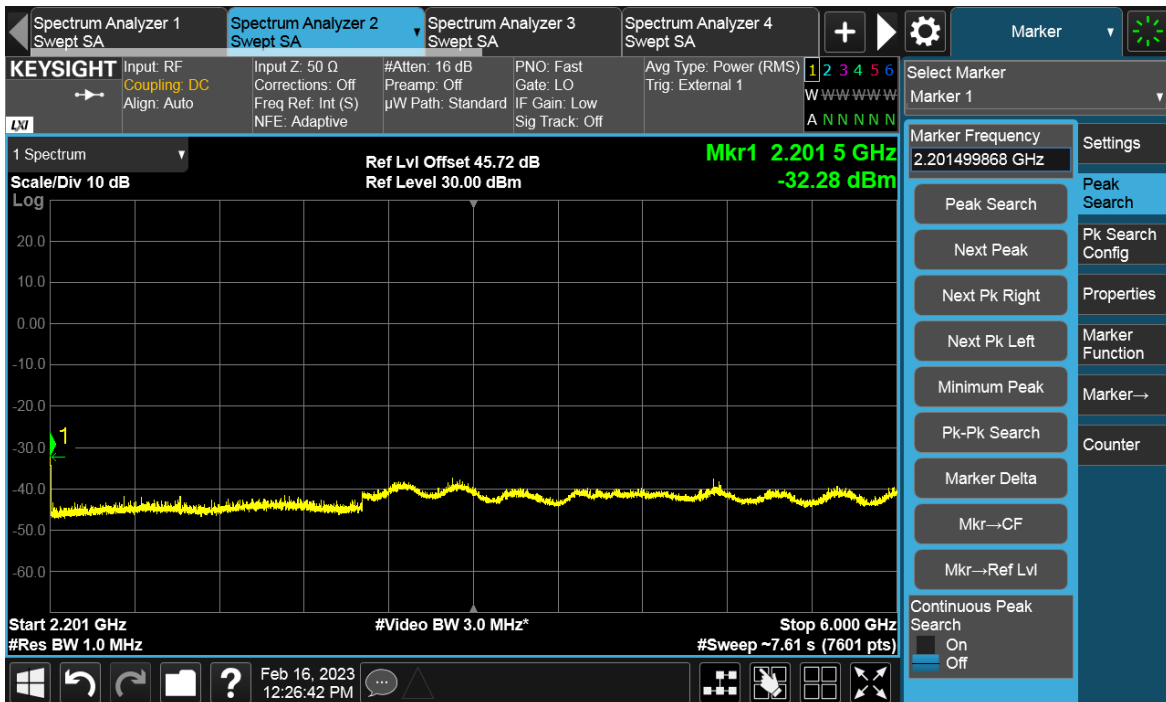 Spectrum Analyzer 1
Swept SA
Spectrum Analyzer 2
Swept SA
Spectrum Analyzer 3
Swept SA
Spectrum Analyzer 4
Swept SA
+
Marker
KEYSIGHT
LXI
Input: RF
Coupling: DC
Align: Auto
Input Z: 50 Ω
Corrections: Off
Freq Ref: Int (S)
NFE: Adaptive
#Atten: 16 dB
Preamp: Off
µW Path: Standard
PNO: Fast
Gate: LO
IF Gain: Low
Sig Track: Off
Avg Type: Power (RMS)
Trig: External 1
1 2 3 4 5 6
W W W W W W
A N N N N N
1 Spectrum
Scale/Div 10 dB
Log
Ref Lvl Offset 45.72 dB
Ref Level 30.00 dBm
Mkr1 2.201 5 GHz
-32.28 dBm
20.0
10.0
0.00
-10.0
-20.0
-30.0
-40.0
-50.0
-60.0
1
Start 2.201 GHz
#Res BW 1.0 MHz
#Video BW 3.0 MHz*
Stop 6.000 GHz
#Sweep ~7.61 s (7601 pts)
Select Marker
Marker 1
Marker Frequency
2.201499868 GHz
Peak Search
Next Peak
Next Pk Right
Next Pk Left
Minimum Peak
Pk-Pk Search
Marker Delta
Mkr→CF
Mkr→Ref Lvl
Continuous Peak
Search
On
Off
Settings
Peak
Search
Pk Search
Config
Properties
Marker
Function
Marker→
Counter
?
Feb 16, 2023
12:26:42 PM